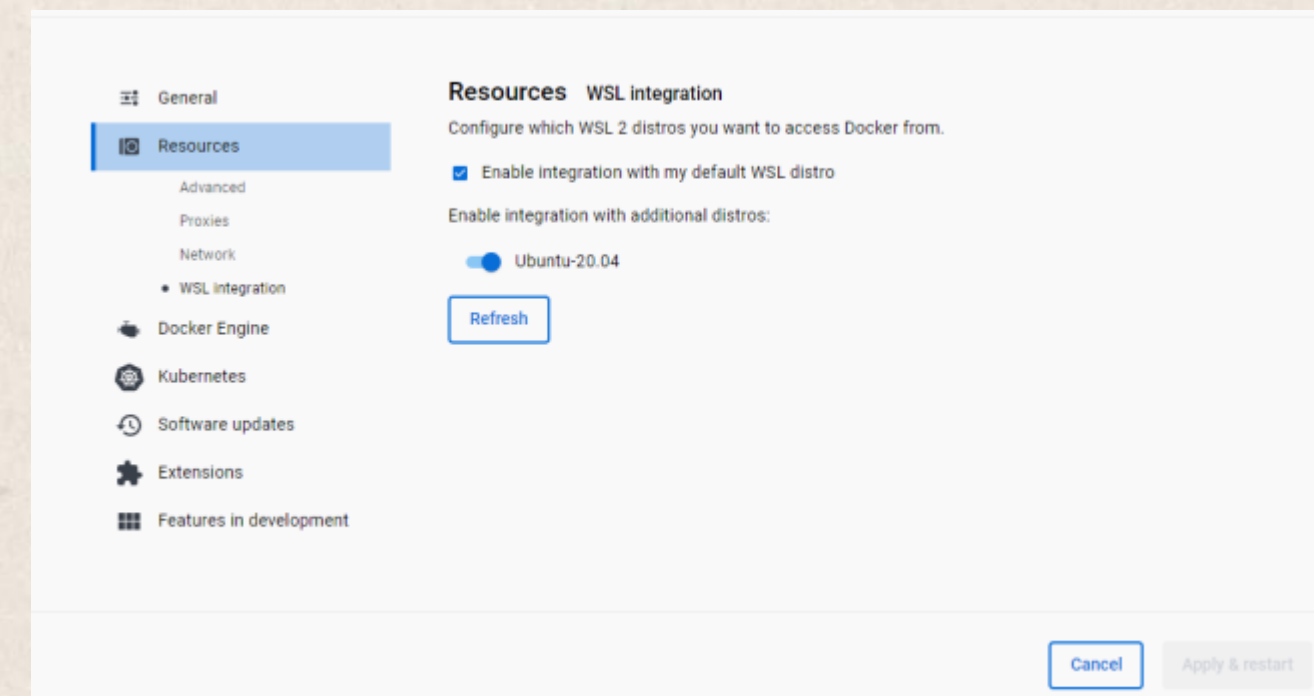 General
Resources
Advanced
Proxies
Network
WSL integration
Docker Engine
Kubernetes
Software updates
Extensions
Features in development
Resources WSL integration
Configure which WSL 2 distros you want to access Docker from.
Enable integration with my default WSL distro
Enable integration with additional distros:
Ubuntu-20.04
Refresh
Cancel Apply & restart